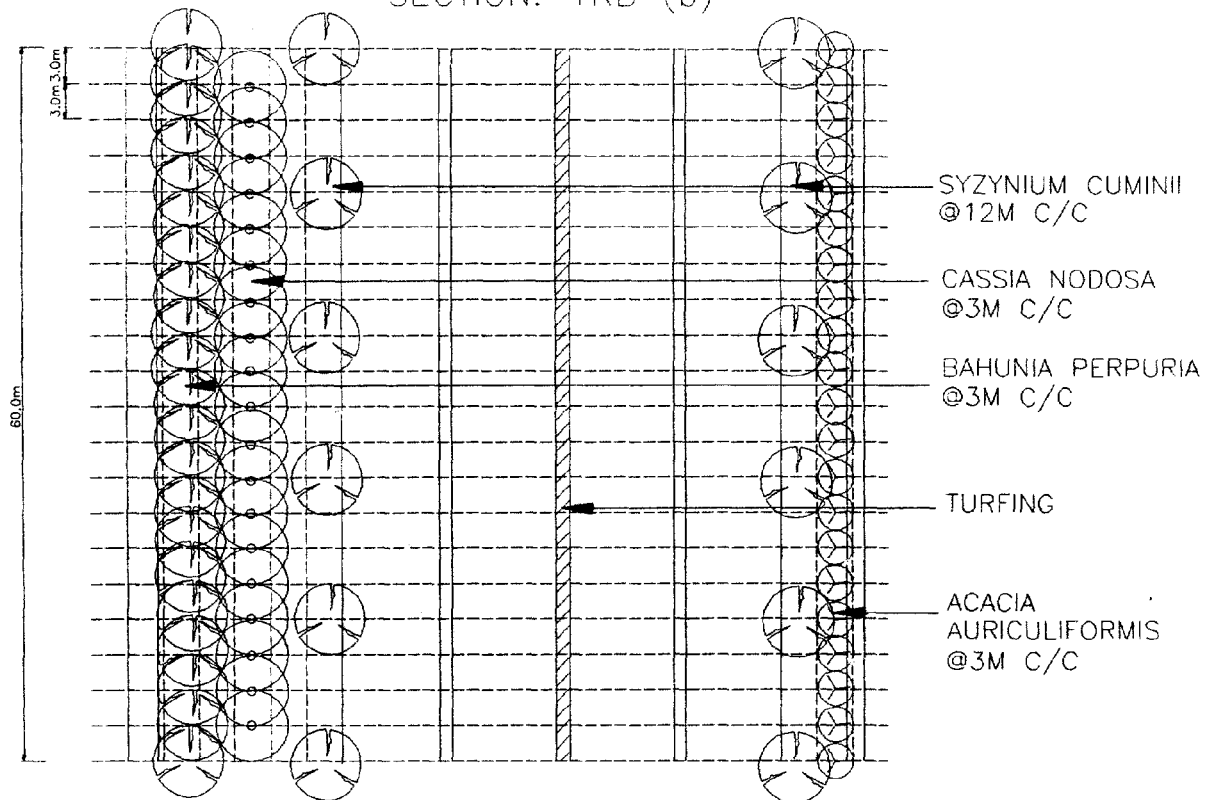 SECTION: TRB (b)
3.0m 3.0m
60.0m
SYZYNIUM CUMINII
@12M C/C
CASSIA NODOSA
@3M C/C
BAHUNIA PERPURIA
@3M C/C
TURFING
ACACIA
AURICULIFORMIS
@3M C/C